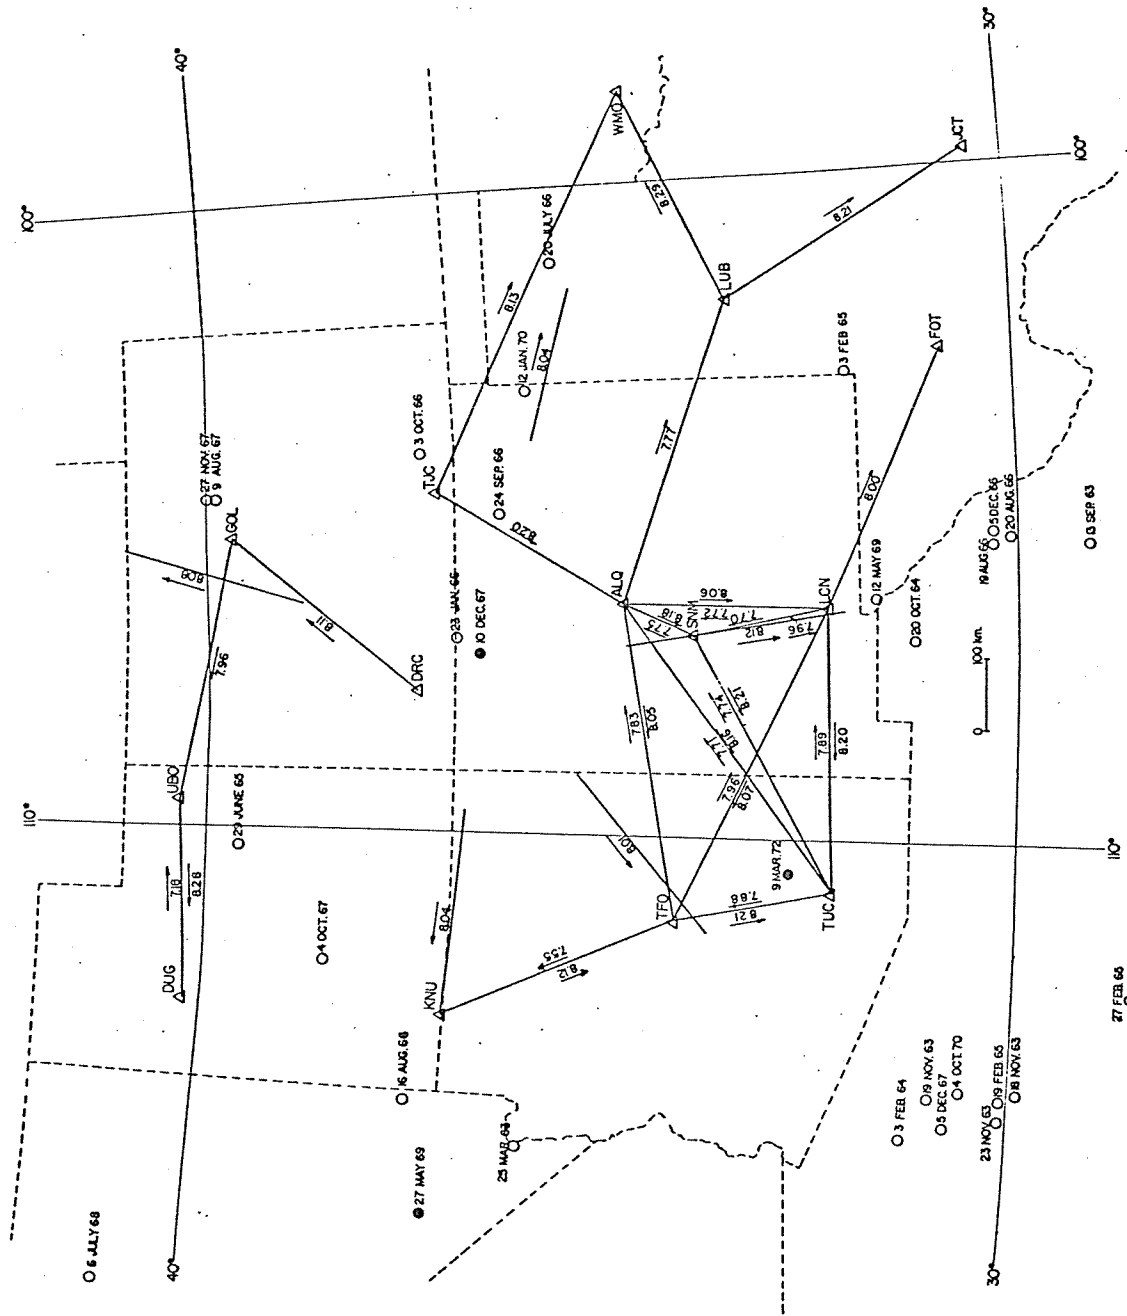 40°
30°
100°
WMO
JCT
100°
8.29
20 JULY 66
8.21
8.13
LUB
12 JAN. 70
8.04
3 FEB 65
FOT
3 OCT. 66
TJC
7.77
27 NOV. 67
9 AUG. 67
24 SEP. 66
8.00
GOL
8.20
5 DEC. 66
19 AUG 66
20 AUG. 66
13 SEP. 63
8.08
8.11
ALQ
8.06
LCN
12 MAY 69
23 JAN. 66
10 DEC. 67
SNM
7.75
8.18
7.72
7.70
8.12
7.96
20 OCT. 64
7.96
DRC
7.83
8.05
7.74
8.21
7.71
8.16
7.89
8.20
0
100 km.
UBO
29 JUNE 65
7.96
8.07
110°
8.01
110°
7.18
8.26
9 MAR. 72
TFO
7.88
8.21
TUC
4 OCT. 67
8.04
DUG
7.55
8.12
KNU
27 FEB. 65
16 AUG. 66
19 NOV. 63
4 OCT. 70
19 FEB 65
18 NOV. 63
3 FEB. 64
5 DEC. 67
23 NOV. 63
25 MAR.
27 MAY 69
6 JULY 68
40°
30°